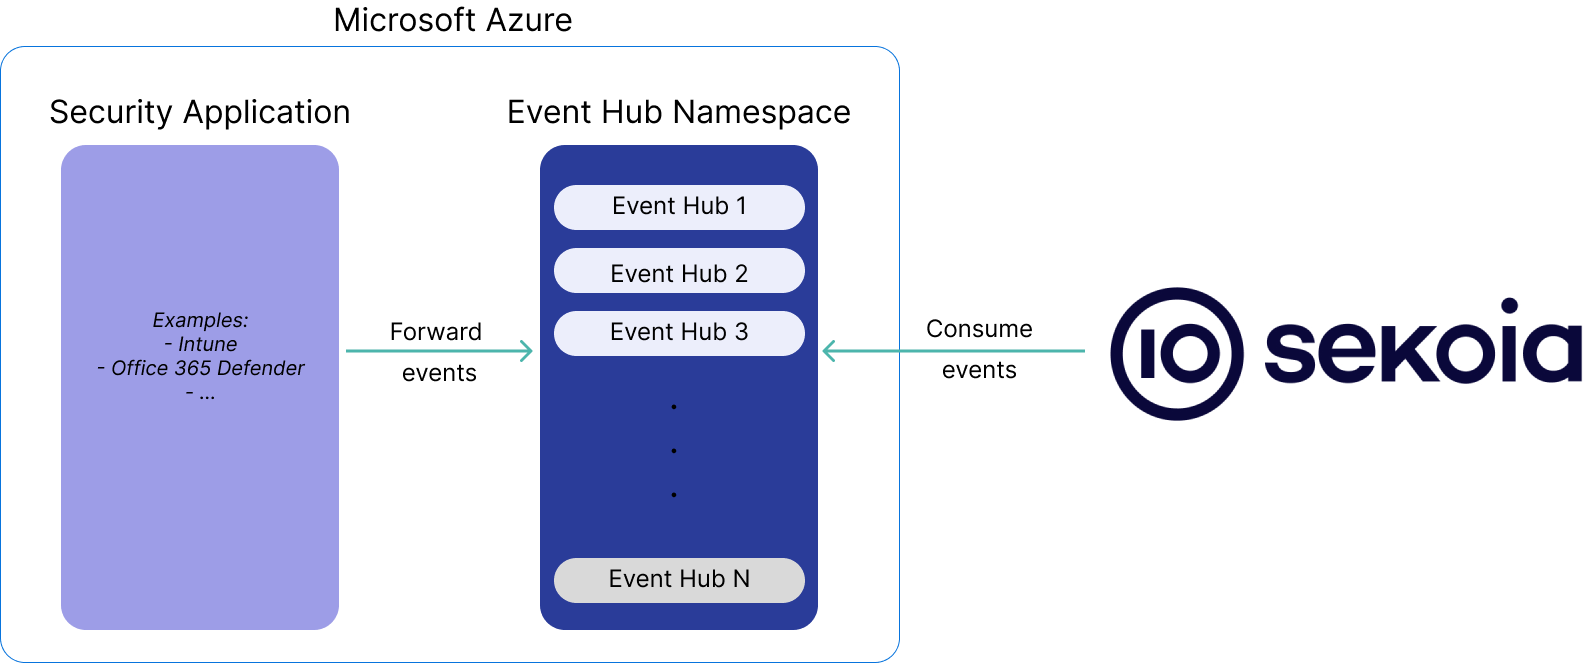 Microsoft Azure
Security Application
Examples:
- Intune
- Office 365 Defender
- ...
Forward
events
Event Hub Namespace
Event Hub 1
Event Hub 2
Event Hub 3
.
.
.
Event Hub N
Consume
events
IO sekoia